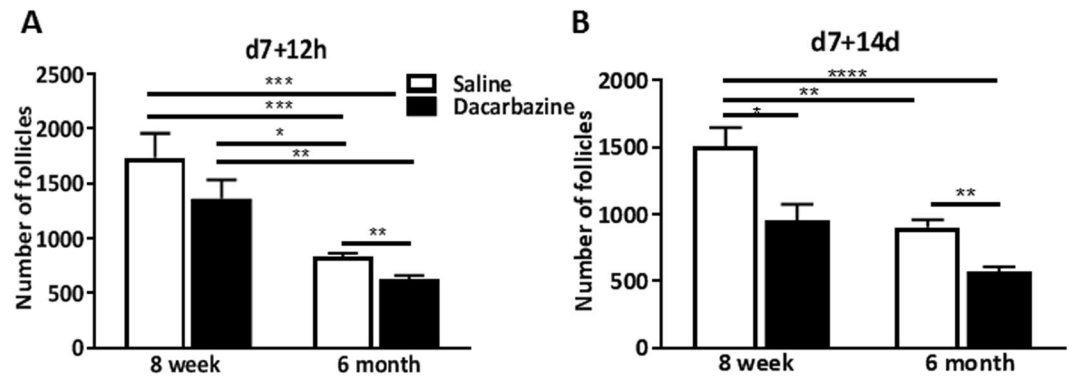 A
d7+12h
Number of follicles
2500
2000
1500
1000
500
0
***
***
*
**
**
Saline
Dacarbazine
8 week
6 month
B
d7+14d
Number of follicles
2000
1500
1000
500
0
****
**
*
**
8 week
6 month